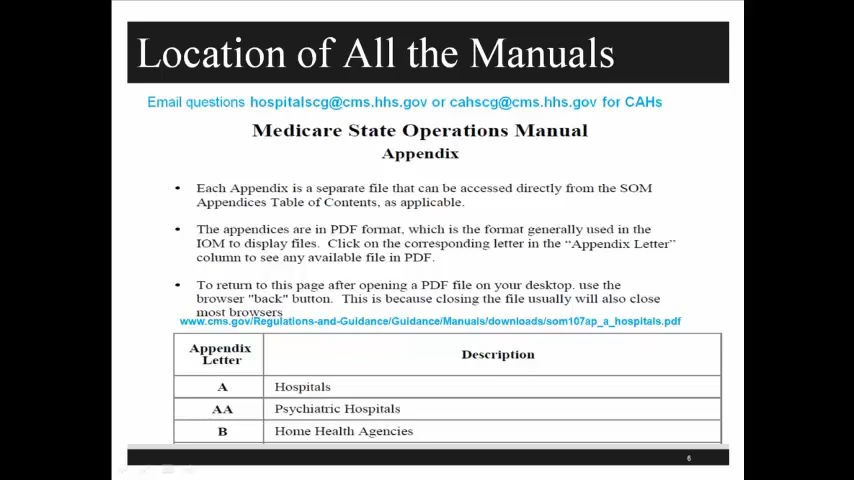 Location of All the Manuals
Email questions hospitalscg@cms.hhs.gov or cahscg@cms.hhs.gov for CAHs
Medicare State Operations Manual
Appendix
• Each Appendix is a separate file that can be accessed directly from the SOM
Appendices Table of Contents, as applicable.
• The appendices are in PDF format, which is the format generally used in the
IOM to display files. Click on the corresponding letter in the “Appendix Letter”
column to see any available file in PDF.
• To return to this page after opening a PDF file on your desktop. use the
browser "back" button. This is because closing the file usually will also close
most browsers
www.cms.gov/Regulations-and-Guidance/Guidance/Manuals/downloads/som107ap_a_hospitals.pdf
Appendix Description
Letter
A Hospitals
AA Psychiatric Hospitals
B Home Health Agencies
6